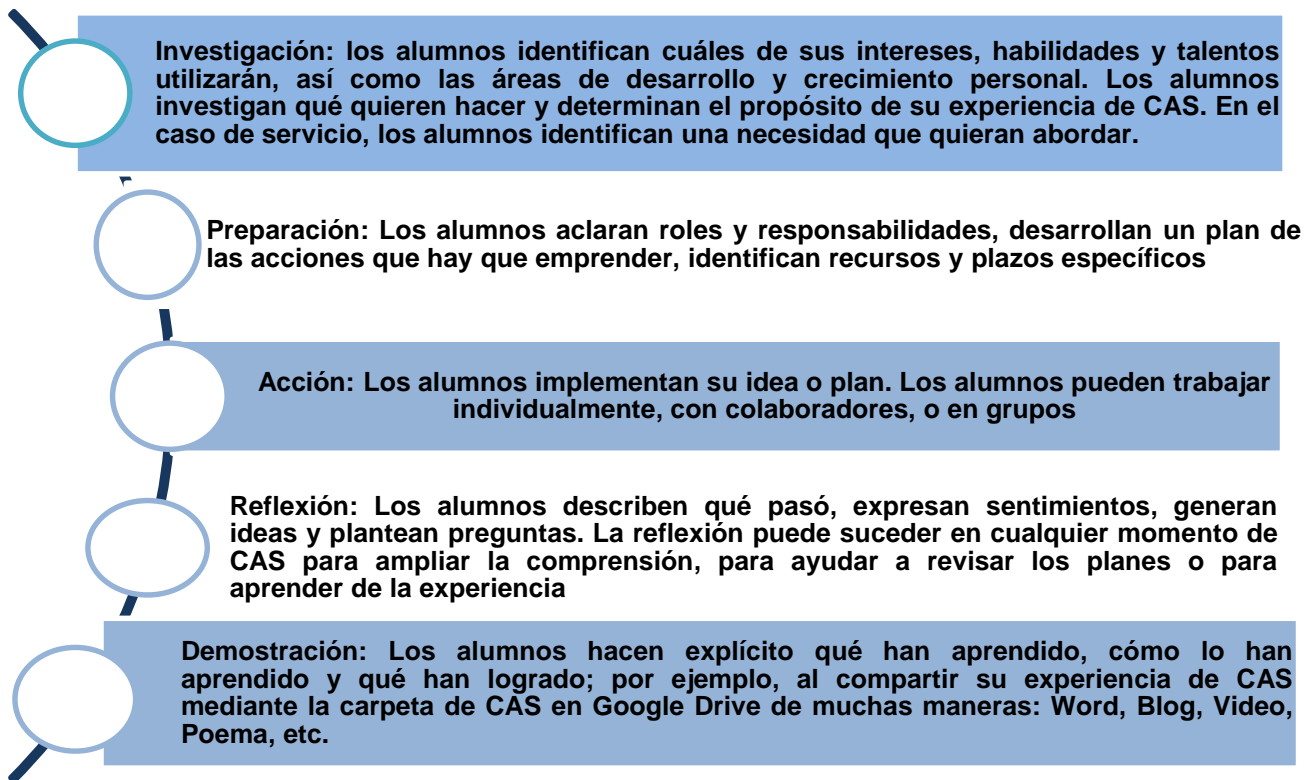 Investigación: los alumnos identifican cuáles de sus intereses, habilidades y talentos
utilizarán, así como las áreas de desarrollo y crecimiento personal. Los alumnos
investigan qué quieren hacer y determinan el propósito de su experiencia de CAS. En el
caso de servicio, los alumnos identifican una necesidad que quieran abordar.
Preparación: Los alumnos aclaran roles y responsabilidades, desarrollan un plan de
las acciones que hay que emprender, identifican recursos y plazos específicos
Acción: Los alumnos implementan su idea o plan. Los alumnos pueden trabajar
individualmente, con colaboradores, o en grupos
Reflexión: Los alumnos describen qué pasó, expresan sentimientos, generan
ideas y plantean preguntas. La reflexión puede suceder en cualquier momento de
CAS para ampliar la comprensión, para ayudar a revisar los planes o para
aprender de la experiencia
Demostración: Los alumnos hacen explícito qué han aprendido, cómo lo han
aprendido y qué han logrado; por ejemplo, al compartir su experiencia de CAS
mediante la carpeta de CAS en Google Drive de muchas maneras: Word, Blog, Video,
Poema, etc.